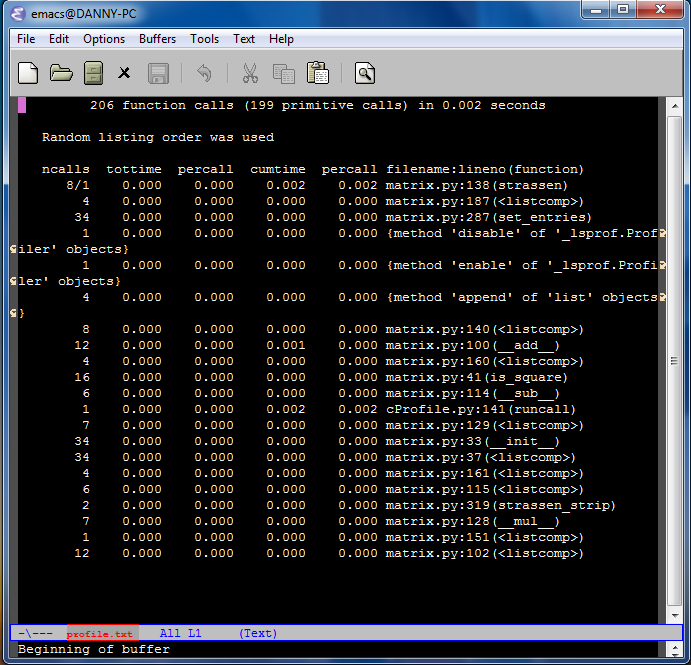 emacs@DANNY-PC
File Edit Options Buffers Tools Text Help
206 function calls (199 primitive calls) in 0.002 seconds
Random listing order was used
ncalls tottime percall cumtime percall filename:lineno(function)
8/1 0.000 0.000 0.002 0.002 matrix.py:138(strassen)
4 0.000 0.000 0.000 0.000 matrix.py:187(<listcomp>)
34 0.000 0.000 0.000 0.000 matrix.py:287(set_entries)
1 0.000 0.000 0.000 0.000 {method 'disable' of '_lsprof.Prof
iler' objects}
1 0.000 0.000 0.000 0.000 {method 'enable' of '_lsprof.Profi
ler' objects}
4 0.000 0.000 0.000 0.000 {method 'append' of 'list' objects
}
8 0.000 0.000 0.000 0.000 matrix.py:140(<listcomp>)
12 0.000 0.000 0.001 0.000 matrix.py:100(__add__)
4 0.000 0.000 0.000 0.000 matrix.py:160(<listcomp>)
16 0.000 0.000 0.000 0.000 matrix.py:41(is_square)
6 0.000 0.000 0.000 0.000 matrix.py:114(__sub__)
1 0.000 0.000 0.002 0.002 cProfile.py:141(runcall)
7 0.000 0.000 0.000 0.000 matrix.py:129(<listcomp>)
34 0.000 0.000 0.000 0.000 matrix.py:33(__init__)
34 0.000 0.000 0.000 0.000 matrix.py:37(<listcomp>)
4 0.000 0.000 0.000 0.000 matrix.py:161(<listcomp>)
6 0.000 0.000 0.000 0.000 matrix.py:115(<listcomp>)
2 0.000 0.000 0.000 0.000 matrix.py:319(strassen_strip)
7 0.000 0.000 0.000 0.000 matrix.py:128(__mul__)
1 0.000 0.000 0.000 0.000 matrix.py:151(<listcomp>)
12 0.000 0.000 0.000 0.000 matrix.py:102(<listcomp>)
-\--- profile.txt All L1 (Text)
Beginning of buffer